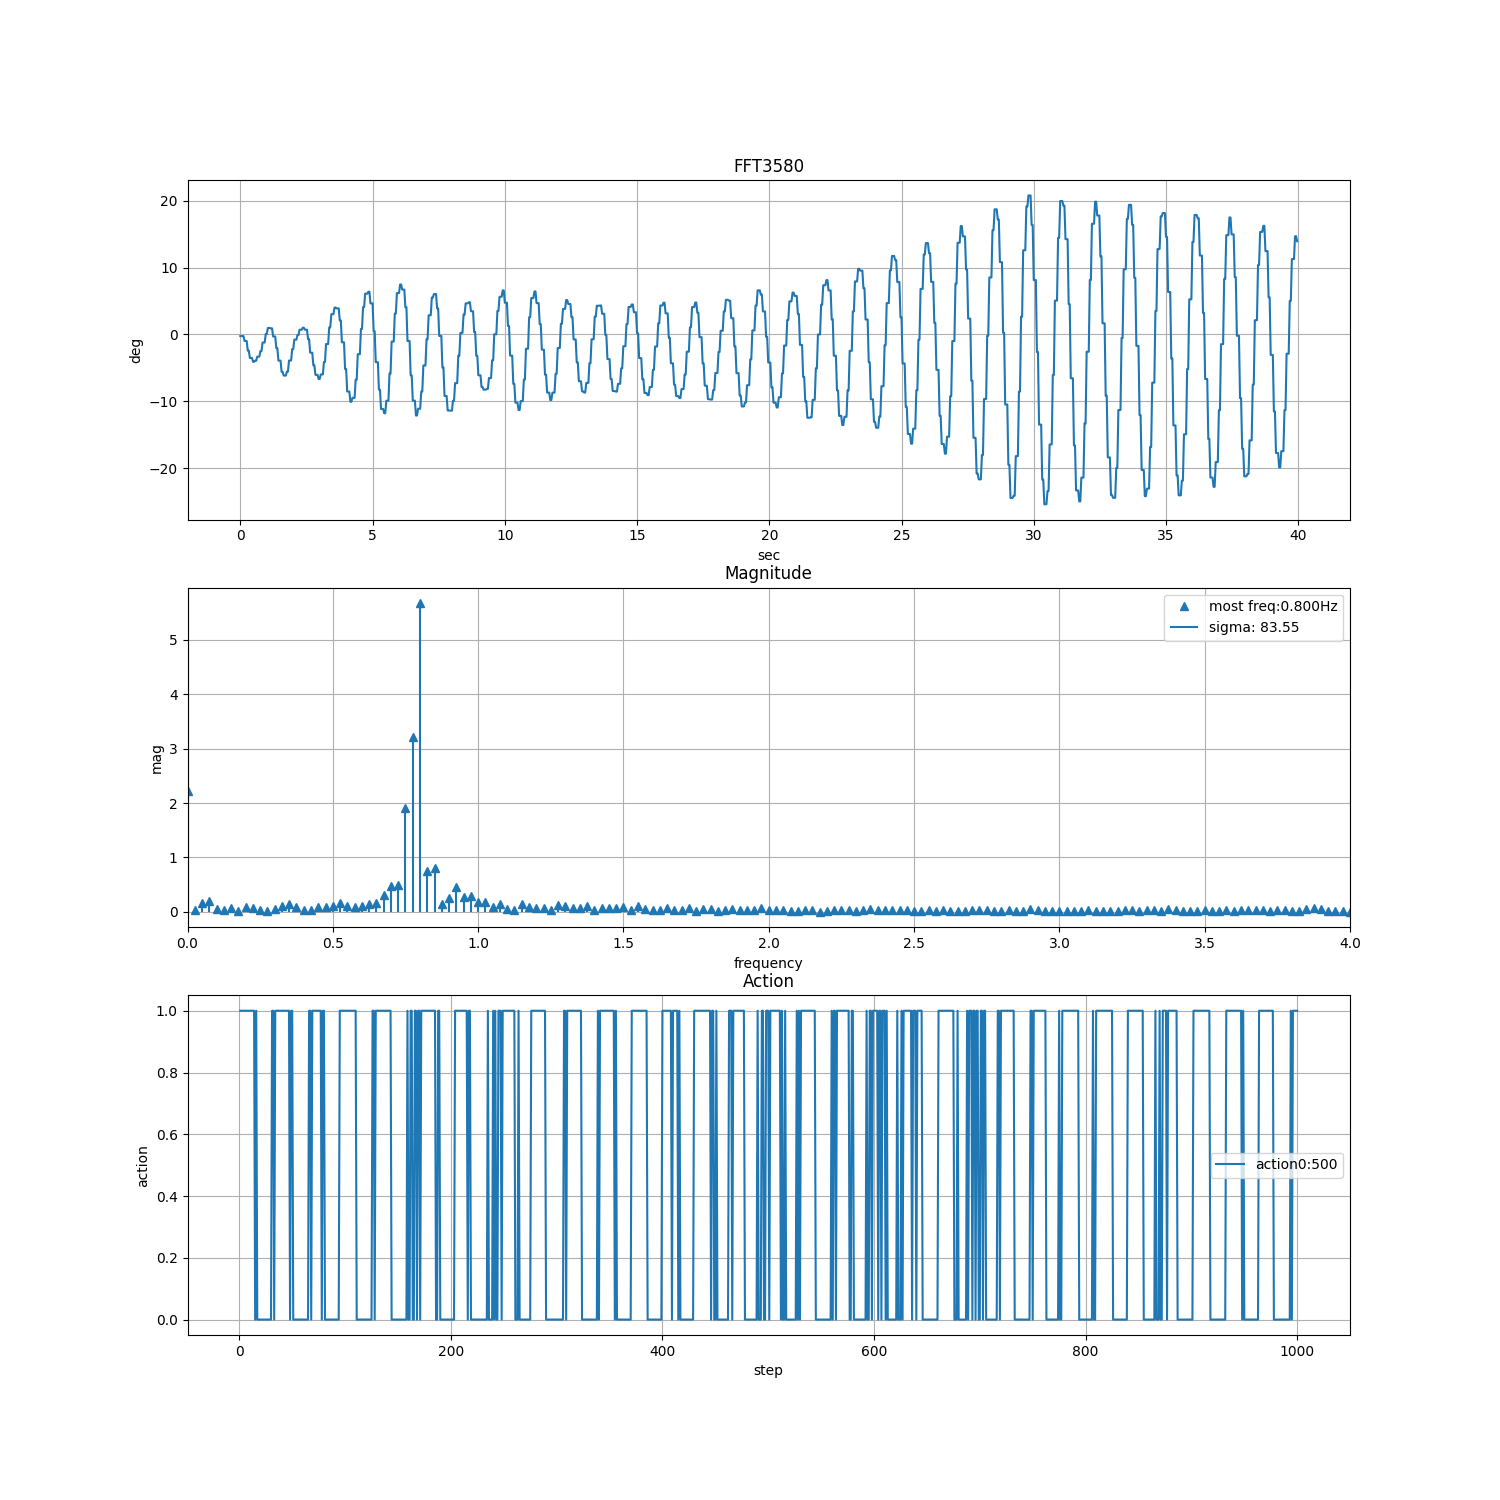 FFT3580
20
10
0
−10
−20
deg
0 5 10 15 20 25 30 35 40
sec
Magnitude
most freq:0.800Hz
sigma: 83.55
5
4
3
2
1
0
mag
0.0 0.5 1.0 1.5 2.0 2.5 3.0 3.5 4.0
frequency
Action
1.0
0.8
0.6
0.4
0.2
0.0
action
action0:500
0 200 400 600 800 1000
step